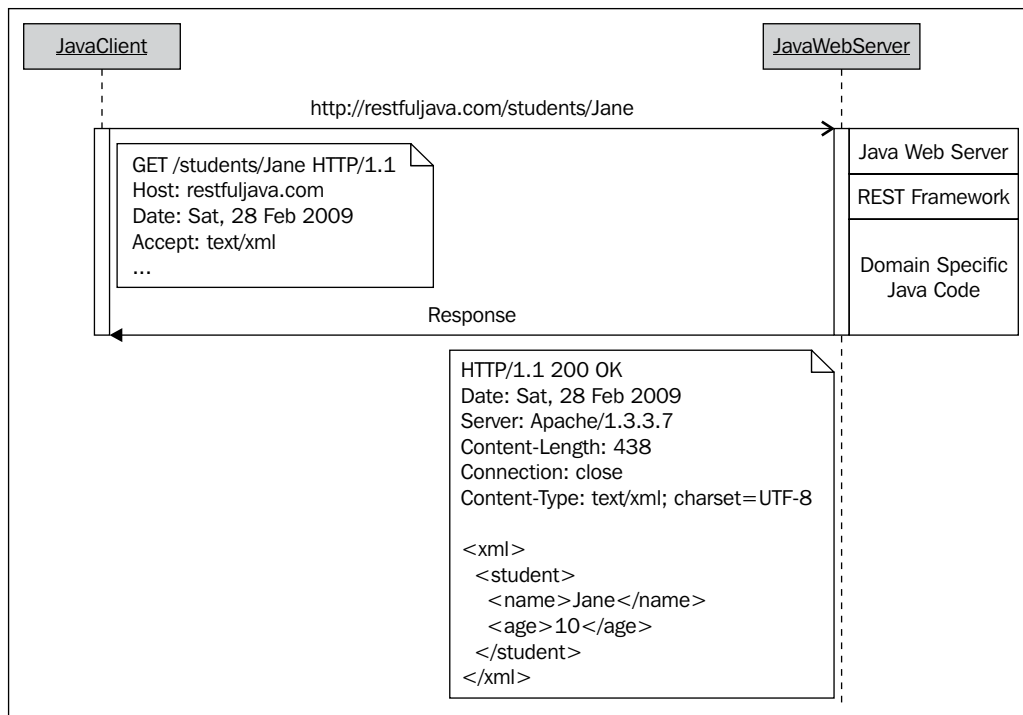 JavaClient
JavaWebServer
http://restfuljava.com/students/Jane
GET /students/Jane HTTP/1.1
Host: restfuljava.com
Date: Sat, 28 Feb 2009
Accept: text/xml
...
Java Web Server
REST Framework
Domain Specific
Java Code
Response
HTTP/1.1 200 OK
Date: Sat, 28 Feb 2009
Server: Apache/1.3.3.7
Content-Length: 438
Connection: close
Content-Type: text/xml; charset=UTF-8
<xml>
<student>
<name>Jane</name>
<age>10</age>
</student>
</xml>